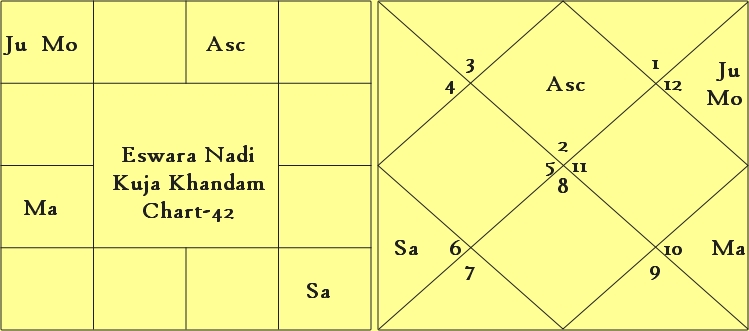 Ju Mo
Asc
Eswara Nadi
Kuja Khandam
Chart-42
Ma
Sa
3
4
Asc
1
12
Ju
Mo
2
5
11
8
Sa
6
7
10
9
Ma